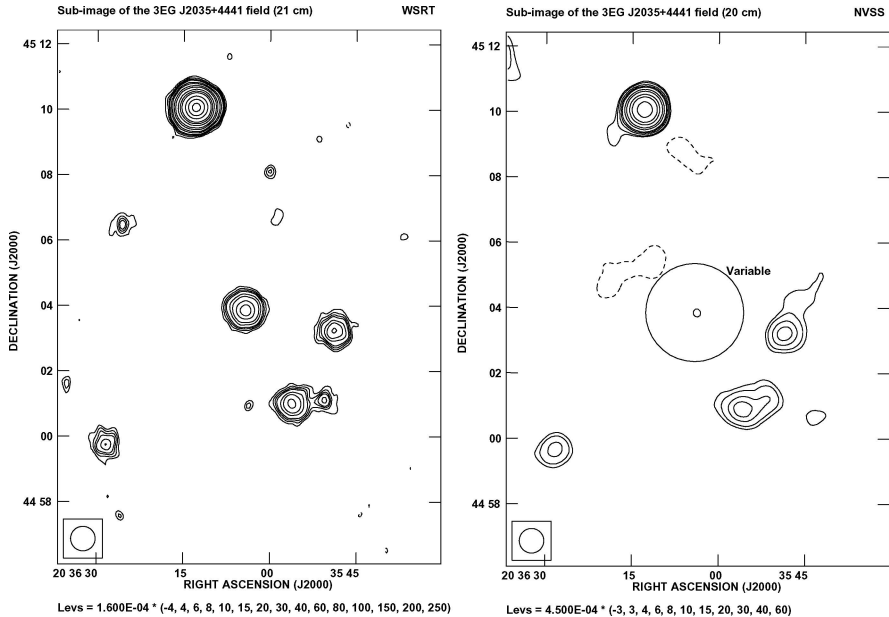 Sub-image of the 3EG J2035+4441 field (21 cm) WSRT
45 12
10
08
06
04
02
00
44 58
DECLINATION (J2000)
20 36 30 15 00 35 45
RIGHT ASCENSION (J2000)
Levs = 1.600E-04 * (-4, 4, 6, 8, 10, 15, 20, 30, 40, 60, 80, 100, 150, 200, 250)
Sub-image of the 3EG J2035+4441 field (20 cm) NVSS
45 12
10
08
06
04
02
00
44 58
DECLINATION (J2000)
Variable
20 36 30 15 00 35 45
RIGHT ASCENSION (J2000)
Levs = 4.500E-04 * (-3, 3, 4, 6, 8, 10, 15, 20, 30, 40, 60)